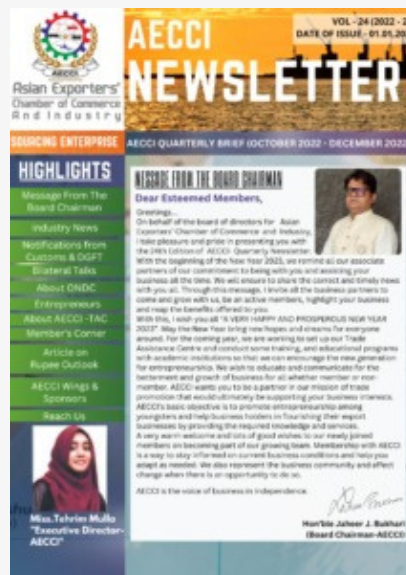 AECCI
Asian Exporters'
Chamber of Commerce
And Industry
AECCI
NEWSLETTER
VOL - 24 (2022 - 2
DATE OF ISSUE - 01.01.20
SOURCING ENTERPRISE
AECCI QUARTERLY BRIEF (OCTOBER 2022 - DECEMBER 2022
HIGHLIGHTS
Message From The
Board Chairman
Industry News
Notifications from
Customs & DGFT
Bilateral Talks
About ONDC
Entrepreneurs
About AECCI -TAC
Member's Corner
Article on
Rupee Outlook
AECCI Wings &
Sponsors
Reach Us
Miss.Tehrim Mulla
"Executive Director-
AECCI"
MESSAGE FROM THE BOARD CHAIRMAN
Dear Esteemed Members,
Greetings...
On behalf of the board of directors for Asian
Exporters' Chamber of Commerce and Industry,
I take pleasure and pride in presenting you with
the 24th Edition of AECCI Quarterly Newsletter.
With the beginning of the New Year 2023, we remind all our associate
partners of our commitment to being with you and assisting your
business all the time. We will ensure to share the correct and timely news
with you all. Through this message, I invite all the business partners to
come and grow with us, be an active members, highlight your business
and reap the benefits offered to you.
With this, I wish you all "A VERY HAPPY AND PROSPEROUS NEW YEAR
2023". May the New Year bring new hopes and dreams for everyone
around. For the coming year, we are working to set up our Trade
Assistance Centre and conduct some training, and educational programs
with academic institutions so that we can encourage the new generation
for entrepreneurship. We wish to educate and communicate for the
betterment and growth of business for all whether member or non-
member. AECCI wants you to be a partner in our mission of trade
promotion that would ultimately be supporting your business interests.
AECCI's basic objective is to promote entrepreneurship among
youngsters and help business holders in flourishing their export
businesses by providing the required knowledge and services.
A very warm welcome and lots of good wishes to our newly joined
members on becoming part of our growing team. Membership with AECCI
is a way to stay informed on current business conditions and help you
adapt as needed. We also represent the business community and affect
change when there is an opportunity to do so.
AECCI is the voice of business in independence.
Hon'ble Jaheer J. Bukhari
(Board Chairman-AECCI)